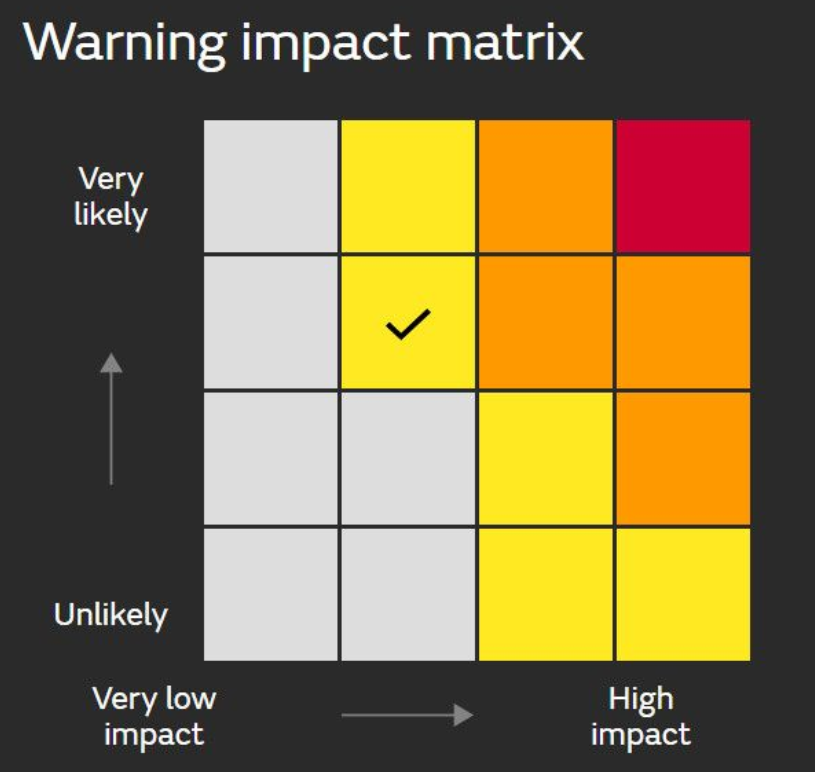 Warning impact matrix
Very
likely
Unlikely
Very low
impact
High
impact